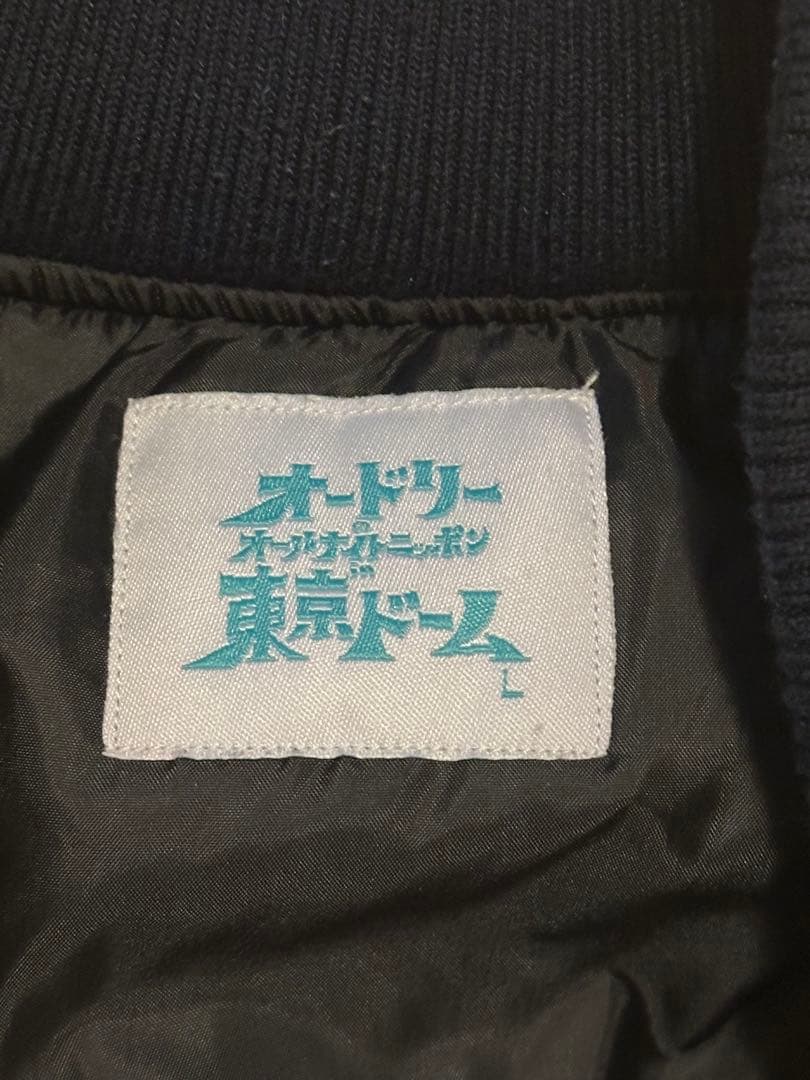 オードリー
の
オールナイトニッポン
in
東京ドーム
L